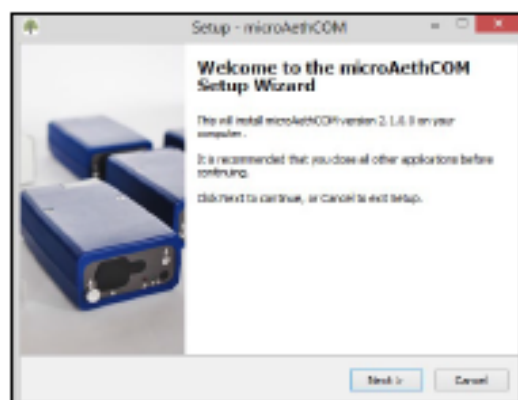 Setup - microAethCOM
Welcome to the microAethCOM
Setup Wizard
This will install microAethCOM version 2.1.0.0 on your
computer.
It is recommended that you close all other applications before
continuing.
Click Next to continue, or Cancel to exit Setup.
Next >
Cancel